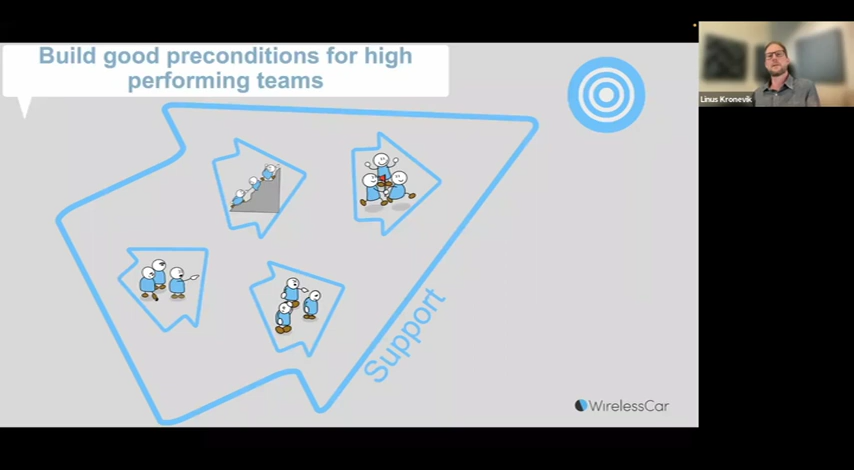 Build good preconditions for high
performing teams
Linus Kronevik
Support
WirelessCar